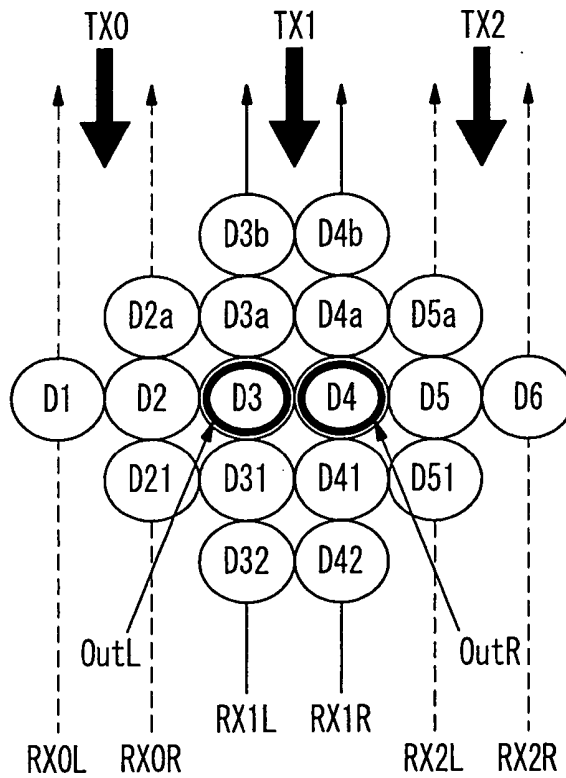 TX0 TX1 TX2
D3b D4b
D2a D3a D4a D5a
D1 D2 D3 D4 D5 D6
D21 D31 D41 D51
D32 D42
OutL OutR
RX1L RX1R
RX0L RX0R RX2L RX2R